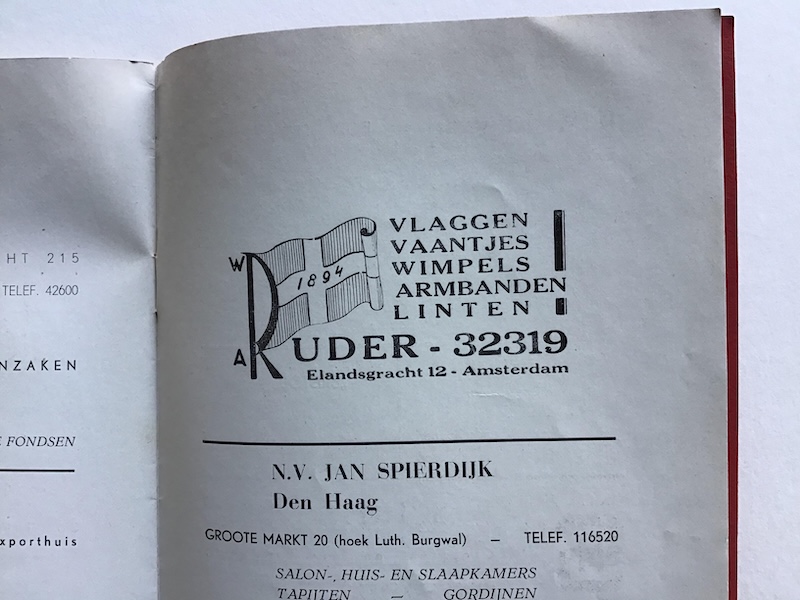 HT 215
TELEF. 42600
NZAKEN
FONDSEN
xporthuis
VLAGGEN
VAANTJES
WIMPELS
ARMBANDEN
LINTEN
W
1894
A
RUDER - 32319
Elandsgracht 12 - Amsterdam
N.V. JAN SPIERDIJK
Den Haag
GROOTE MARKT 20 (hoek Luth. Burgwal) — TELEF. 116520
SALON-, HUIS- EN SLAAPKAMERS
TAPIJTEN — GORDIJNEN